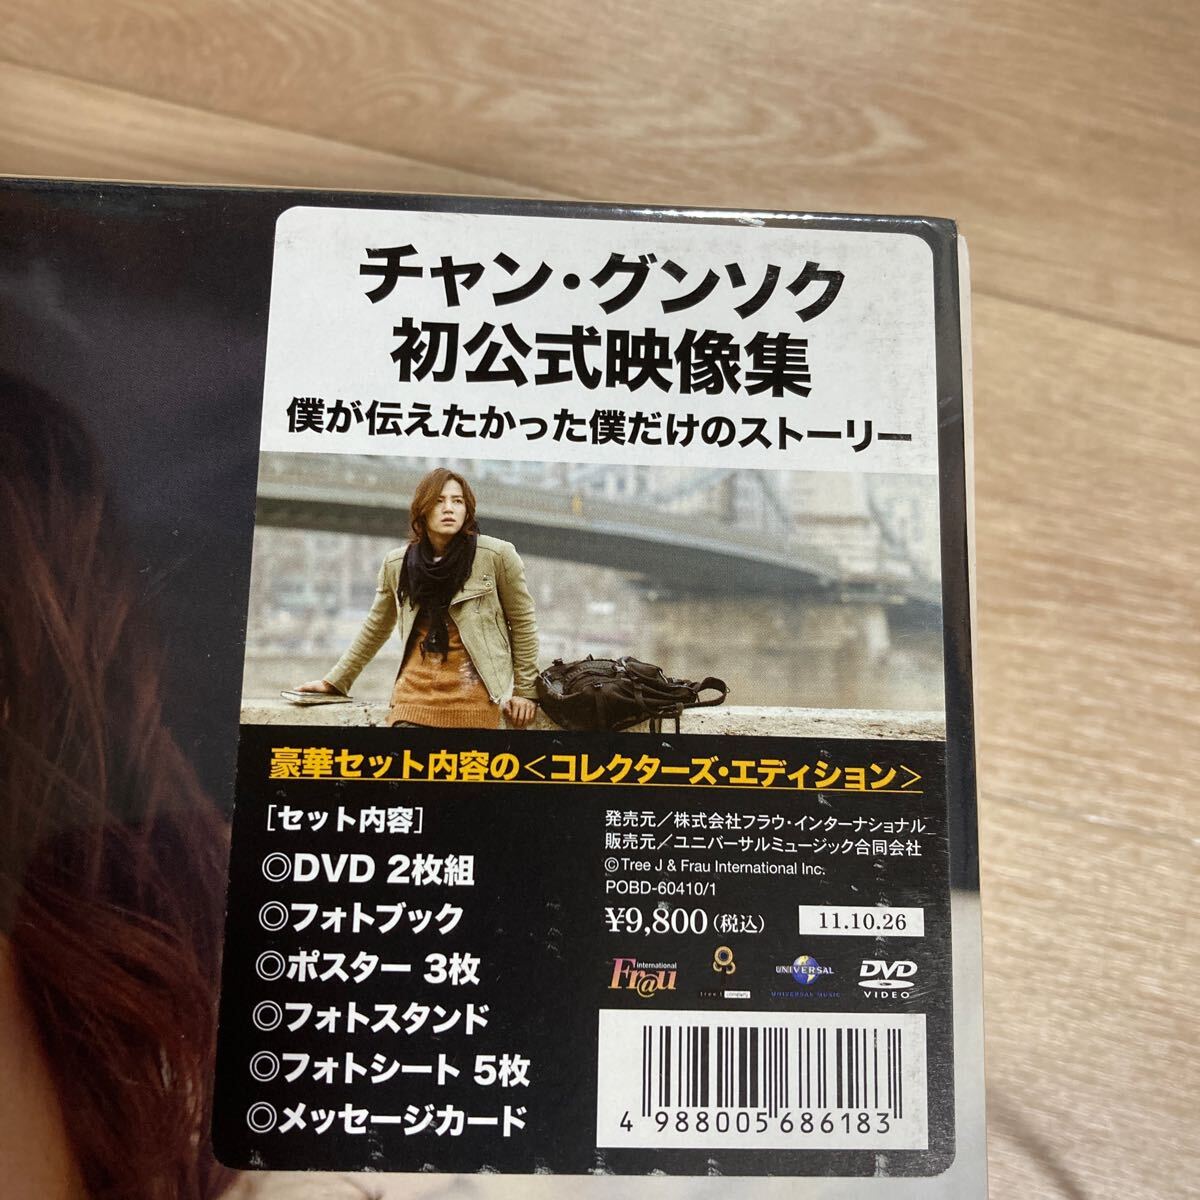 チャン・グンソク
初公式映像集
僕が伝えたかった僕だけのストーリー
豪華セット内容の<コレクターズ・エディション>
[セット内容]
◎DVD 2枚組
◎フォトブック
◎ポスター 3枚
◎フォトスタンド
◎フォトシート 5枚
◎メッセージカード
発売元／株式会社フラウ・インターナショナル
販売元／ユニバーサルミュージック合同会社
©Tree J & Frau International Inc.
POBD-60410/1
¥9,800(税込)
11.10.26
international
Fr@u
tree J company
UNIVERSAL
UNIVERSAL MUSIC
DVD
VIDEO
4 988005 686183